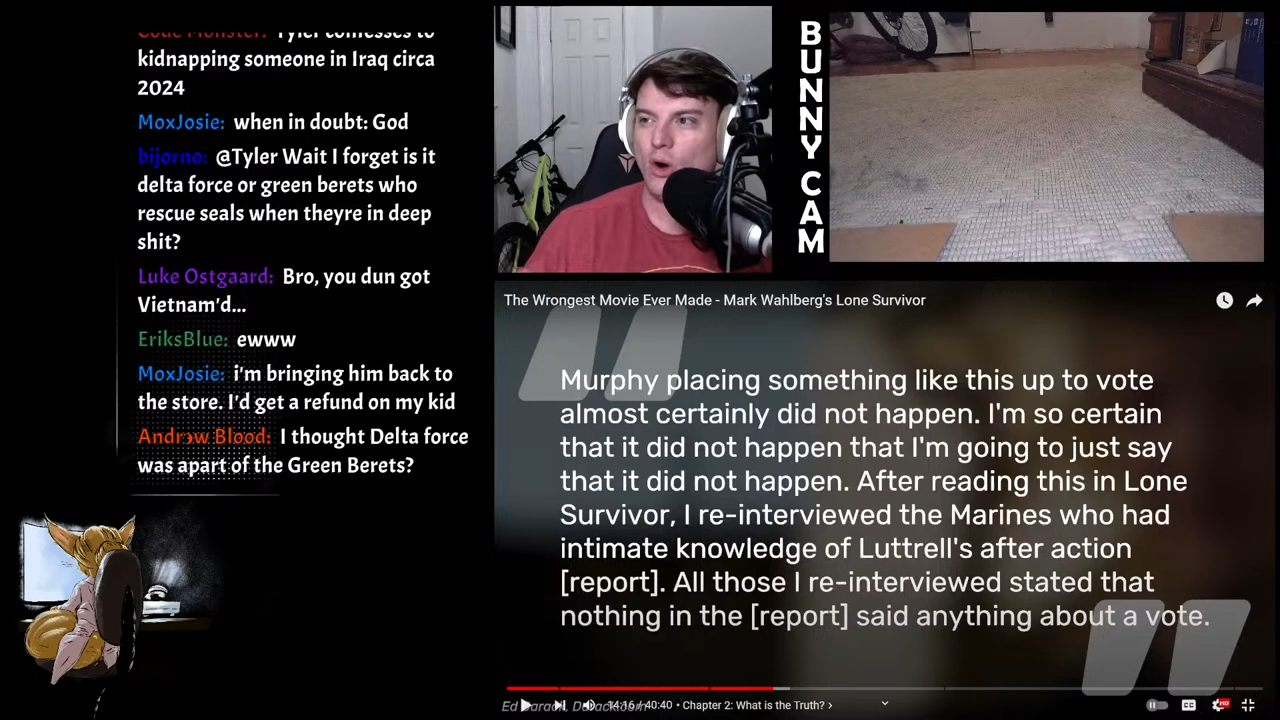 Code Monster: Tyler confesses to
kidnapping someone in Iraq circa
2024
MoxJosie: when in doubt: God
bijorno: @Tyler Wait I forget is it
delta force or green berets who
rescue seals when theyre in deep
shit?
Luke Ostgaard: Bro, you dun got
Vietnam'd...
EriksBlue: ewww
MoxJosie: i'm bringing him back to
the store. I'd get a refund on my kid
Andrew Blood: I thought Delta force
was apart of the Green Berets?
BUNNY CAM
The Wrongest Movie Ever Made - Mark Wahlberg's Lone Survivor
Murphy placing something like this up to vote
almost certainly did not happen. I'm so certain
that it did not happen that I'm going to just say
that it did not happen. After reading this in Lone
Survivor, I re-interviewed the Marines who had
intimate knowledge of Luttrell's after action
[report]. All those I re-interviewed stated that
nothing in the [report] said anything about a vote.
14:16 / 40:40 • Chapter 2: What is the Truth? ›
CC
HD